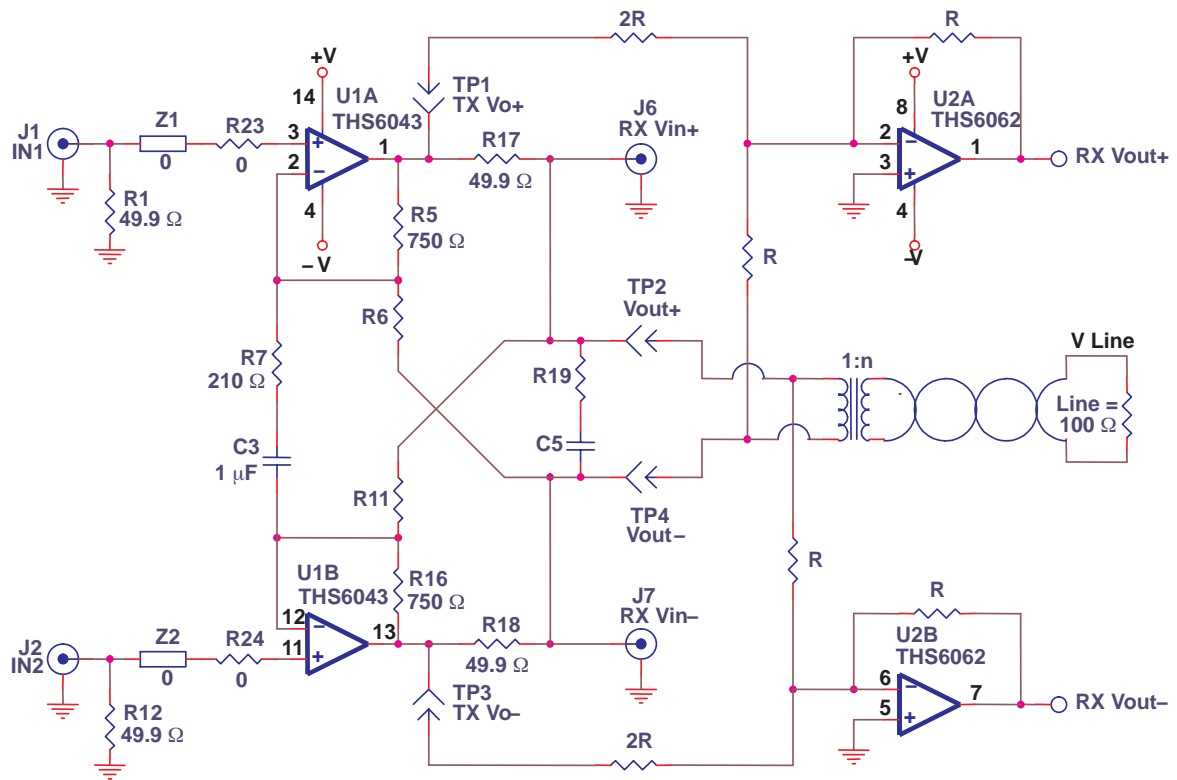 2R
R
+V
+V
TP1
TX Vo+
14
U1A
THS6043
J6
RX Vin+
8
U2A
THS6062
J1
IN1
Z1
0
R23
0
3
2
1
R17
49.9 Ω
2
3
1
RX Vout+
R1
49.9 Ω
4
–V
R5
750 Ω
4
–V
R
R6
TP2
Vout+
R7
210 Ω
R19
1:n
V Line
Line =
100 Ω
C3
1 μF
C5
R11
TP4
Vout–
R
U1B
THS6043
R16
750 Ω
J7
RX Vin–
R
J2
IN2
Z2
0
R24
0
12
11
13
R18
49.9 Ω
U2B
THS6062
6
5
7
RX Vout–
R12
49.9 Ω
TP3
TX Vo–
2R